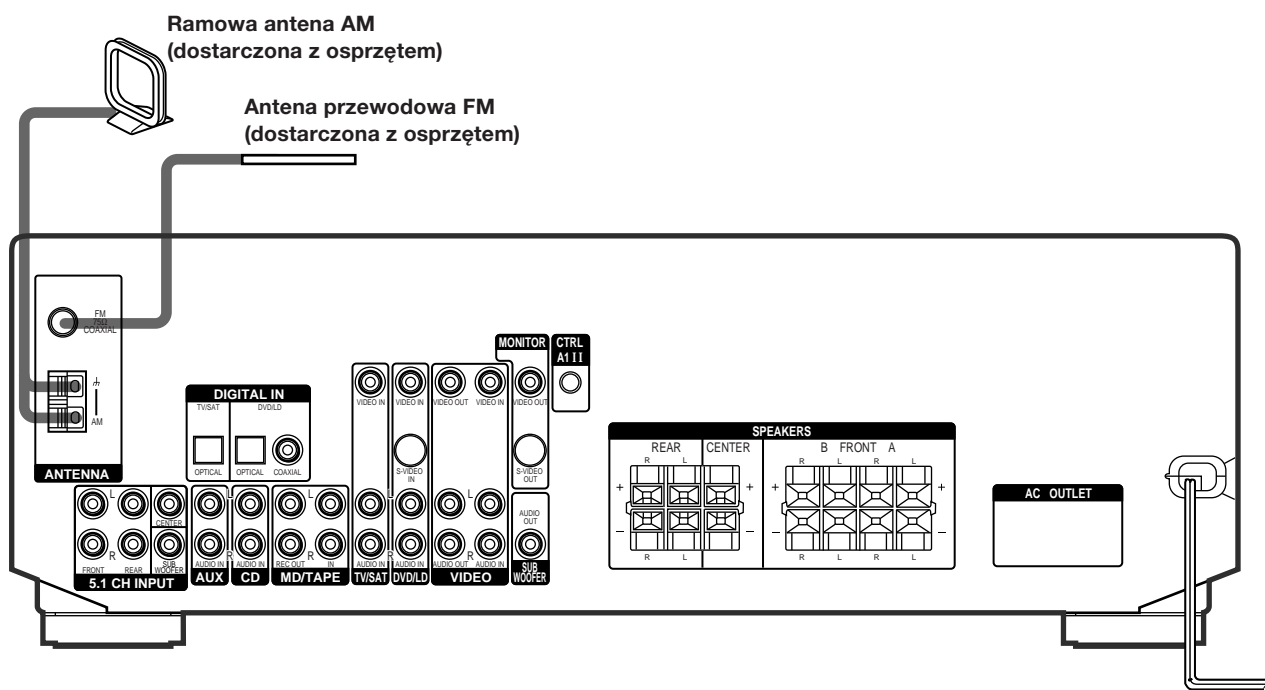 Ramowa antena AM
(dostarczona z osprzętem)
Antena przewodowa FM
(dostarczona z osprzętem)
FM
75Ω
COAXIAL
AM
ANTENNA
DIGITAL IN
TV/SAT
DVD/LD
OPTICAL
OPTICAL
COAXIAL
MONITOR
CTRL
A1 II
VIDEO IN
VIDEO IN
VIDEO OUT
VIDEO IN
VIDEO OUT
S-VIDEO
IN
S-VIDEO
OUT
SPEAKERS
REAR
CENTER
B FRONT A
R
L
R
L
R
L
+
+
+
+
–
–
–
–
R
L
R
L
R
L
AC OUTLET
L
CENTER
L
L
L
L
AUDIO
OUT
R
R
R
R
R
FRONT
REAR
SUB
WOOFER
AUDIO IN
AUDIO IN
REC OUT
IN
AUDIO IN
AUDIO IN
AUDIO OUT
AUDIO IN
5.1 CH INPUT
AUX
CD
MD/TAPE
TV/SAT
DVD/LD
VIDEO
SUB
WOOFER